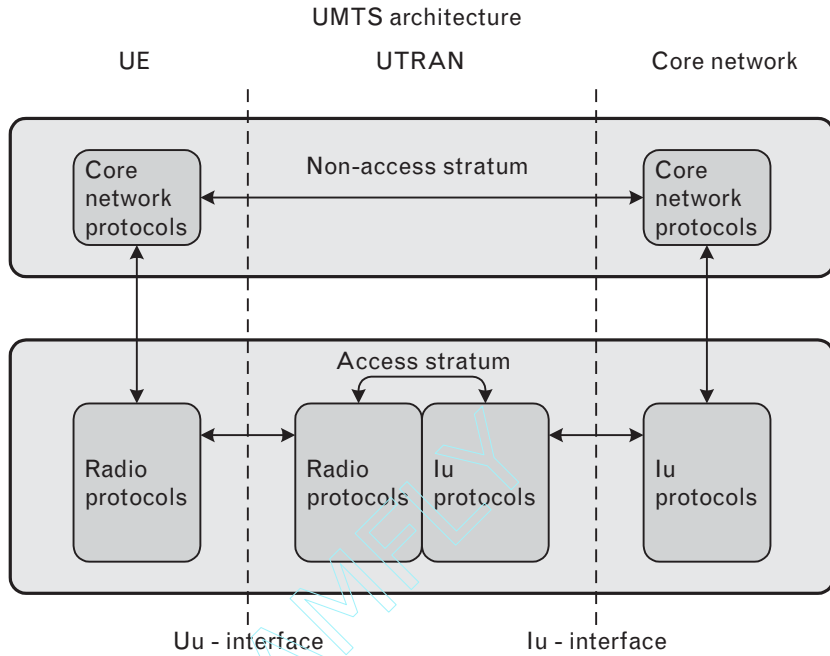 UMTS architecture
UE UTRAN Core network
Core
network
protocols
Non-access stratum
Core
network
protocols
Access stratum
Radio
protocols
Radio
protocols
Iu
protocols
Iu
protocols
Uu - interface
Iu - interface
AMFLY